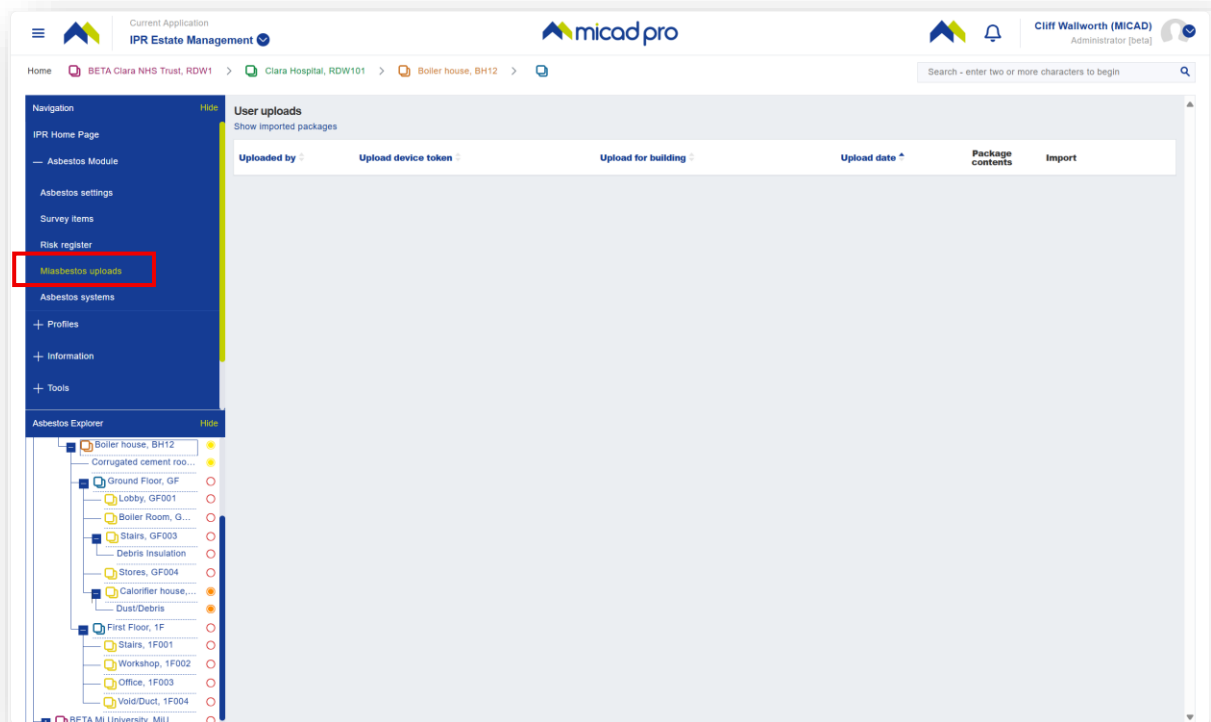 Current Application
IPR Estate Management
micad pro
Cliff Wallworth (MICAD)
Administrator [beta]
Home BETA Clara NHS Trust, RDW1 > Clara Hospital, RDW101 > Boiler house, BH12 >
Search - enter two or more characters to begin
Navigation Hide
IPR Home Page
— Asbestos Module
Asbestos settings
Survey items
Risk register
Miasbestos uploads
Asbestos systems
+ Profiles
+ Information
+ Tools
Asbestos Explorer Hide
Boiler house, BH12
Corrugated cement roo...
Ground Floor, GF
Lobby, GF001
Boiler Room, G...
Stairs, GF003
Debris Insulation
Stores, GF004
Calorifier house,...
Dust/Debris
First Floor, 1F
Stairs, 1F001
Workshop, 1F002
Office, 1F003
Void/Duct, 1F004
BETA Mi University, MiU
User uploads
Show imported packages
Uploaded by Upload device token Upload for building Upload date Package contents Import